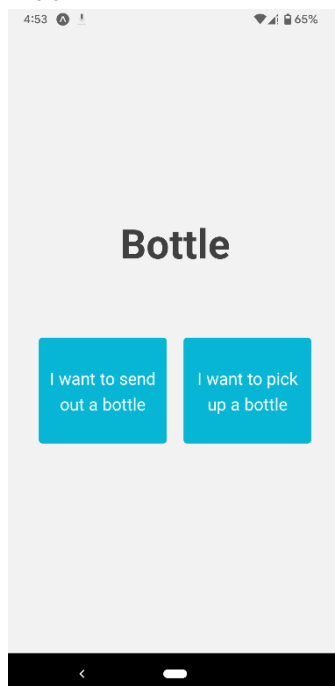 4:53 65%
Bottle
I want to send
out a bottle
I want to pick
up a bottle